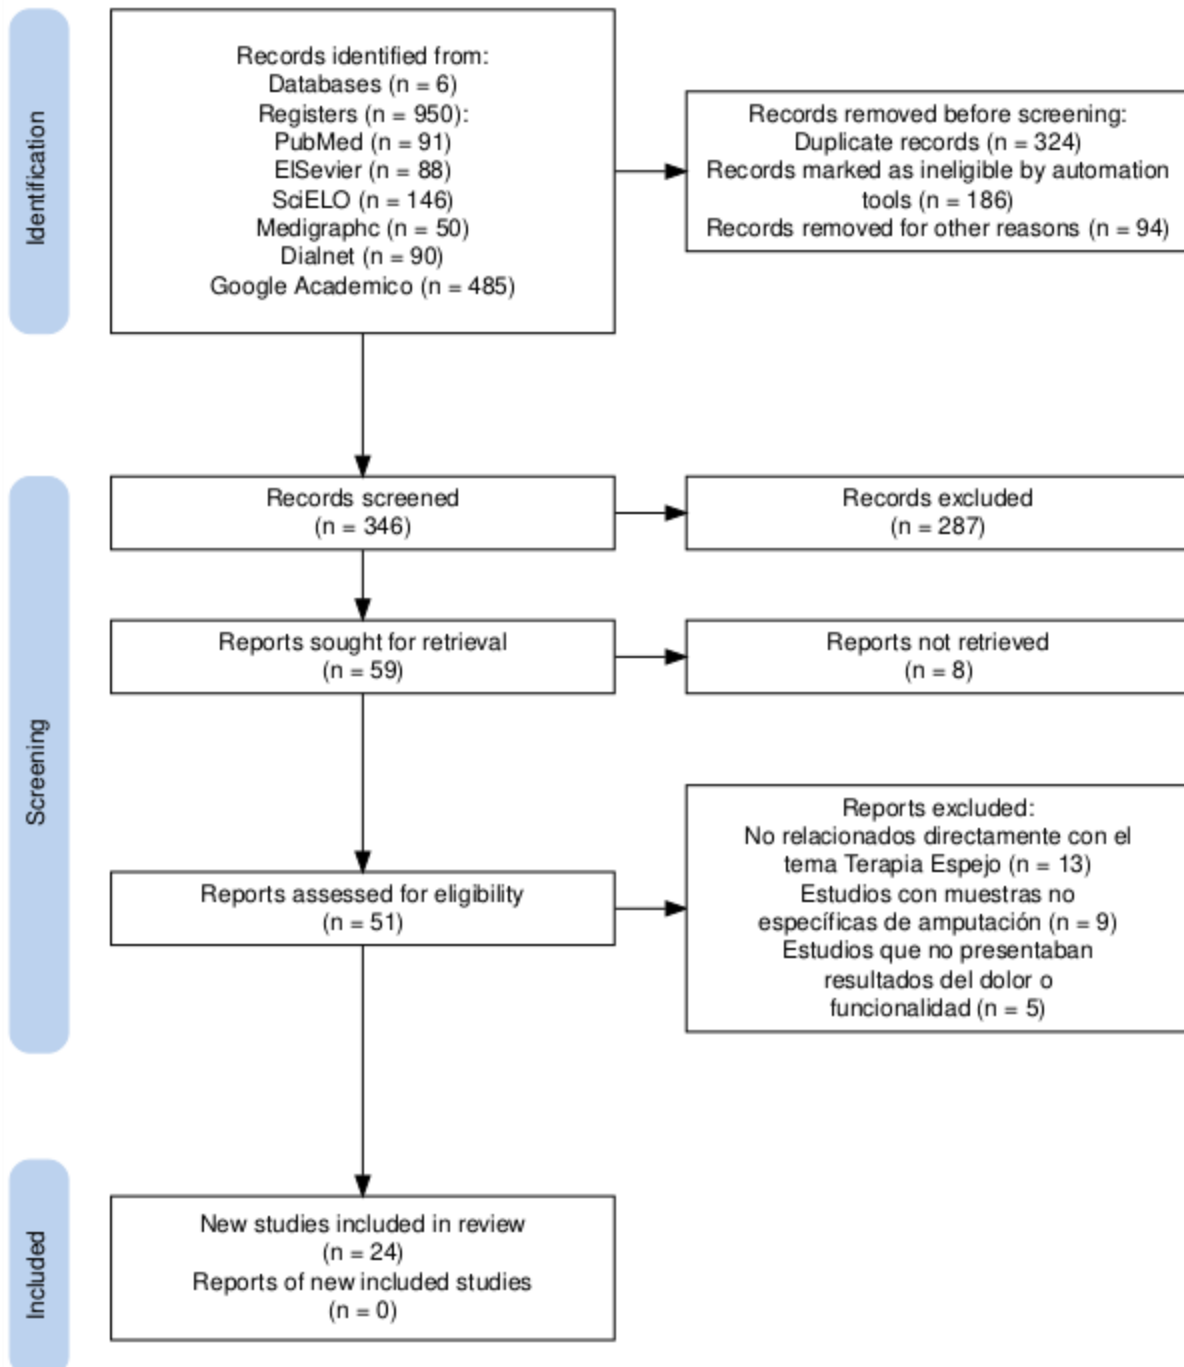 Identification
Records identified from:
Databases (n = 6)
Registers (n = 950):
PubMed (n = 91)
ElSevier (n = 88)
SciELO (n = 146)
Medigraphc (n = 50)
Dialnet (n = 90)
Google Academico (n = 485)
Records removed before screening:
Duplicate records (n = 324)
Records marked as ineligible by automation
tools (n = 186)
Records removed for other reasons (n = 94)
Screening
Records screened
(n = 346)
Records excluded
(n = 287)
Reports sought for retrieval
(n = 59)
Reports not retrieved
(n = 8)
Reports assessed for eligibility
(n = 51)
Reports excluded:
No relacionados directamente con el
tema Terapia Espejo (n = 13)
Estudios con muestras no
específicas de amputación (n = 9)
Estudios que no presentaban
resultados del dolor o
funcionalidad (n = 5)
Included
New studies included in review
(n = 24)
Reports of new included studies
(n = 0)